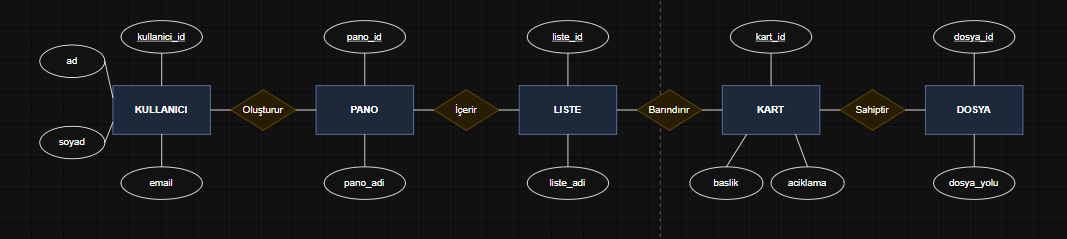 kullanici_id
pano_id
liste_id
kart_id
dosya_id
ad
KULLANICI
Oluşturur
PANO
İçerir
LISTE
Barındırır
KART
Sahiptir
DOSYA
soyad
email
pano_adi
liste_adi
baslik
aciklama
dosya_yolu